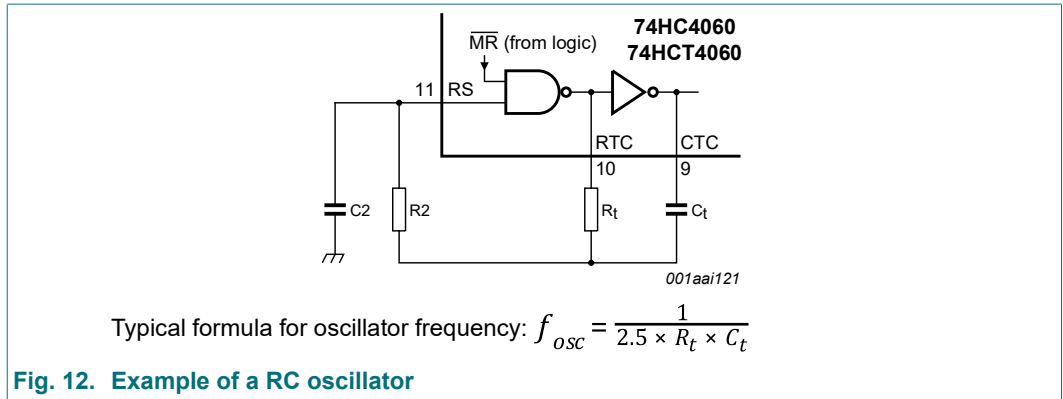 74HC4060
74HCT4060
MR (from logic)
11 RS
RTC CTC
10 9
C2 R2 Rt Ct
001aai121
Typical formula for oscillator frequency: f osc = 1 / 2.5 × Rt × Ct
Fig. 12. Example of a RC oscillator